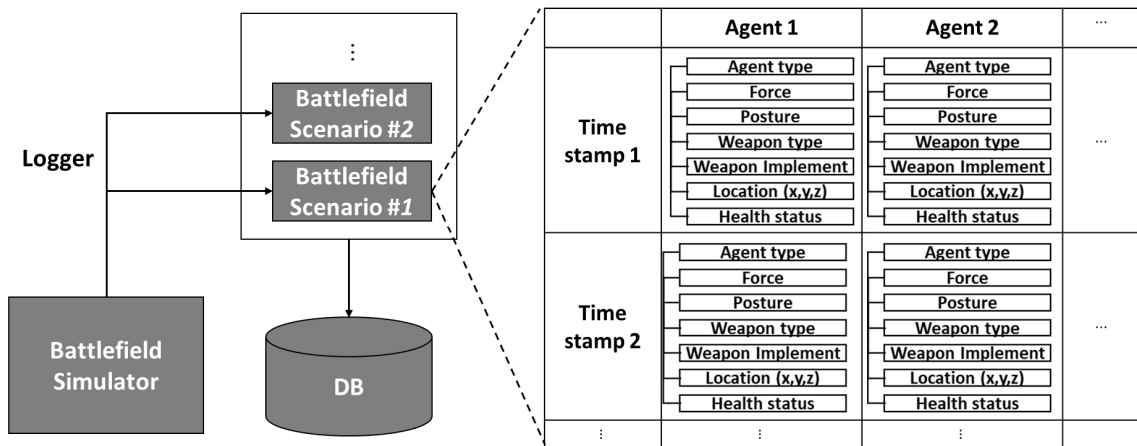 ⋮
Battlefield
Scenario #2
Battlefield
Scenario #1
Logger
Battlefield
Simulator
DB
Agent 1
Agent 2
...
Time
stamp 1
Agent type
Force
Posture
Weapon type
Weapon Implement
Location (x,y,z)
Health status
Agent type
Force
Posture
Weapon type
Weapon Implement
Location (x,y,z)
Health status
...
Time
stamp 2
Agent type
Force
Posture
Weapon type
Weapon Implement
Location (x,y,z)
Health status
Agent type
Force
Posture
Weapon type
Weapon Implement
Location (x,y,z)
Health status
...
⋮
⋮
⋮